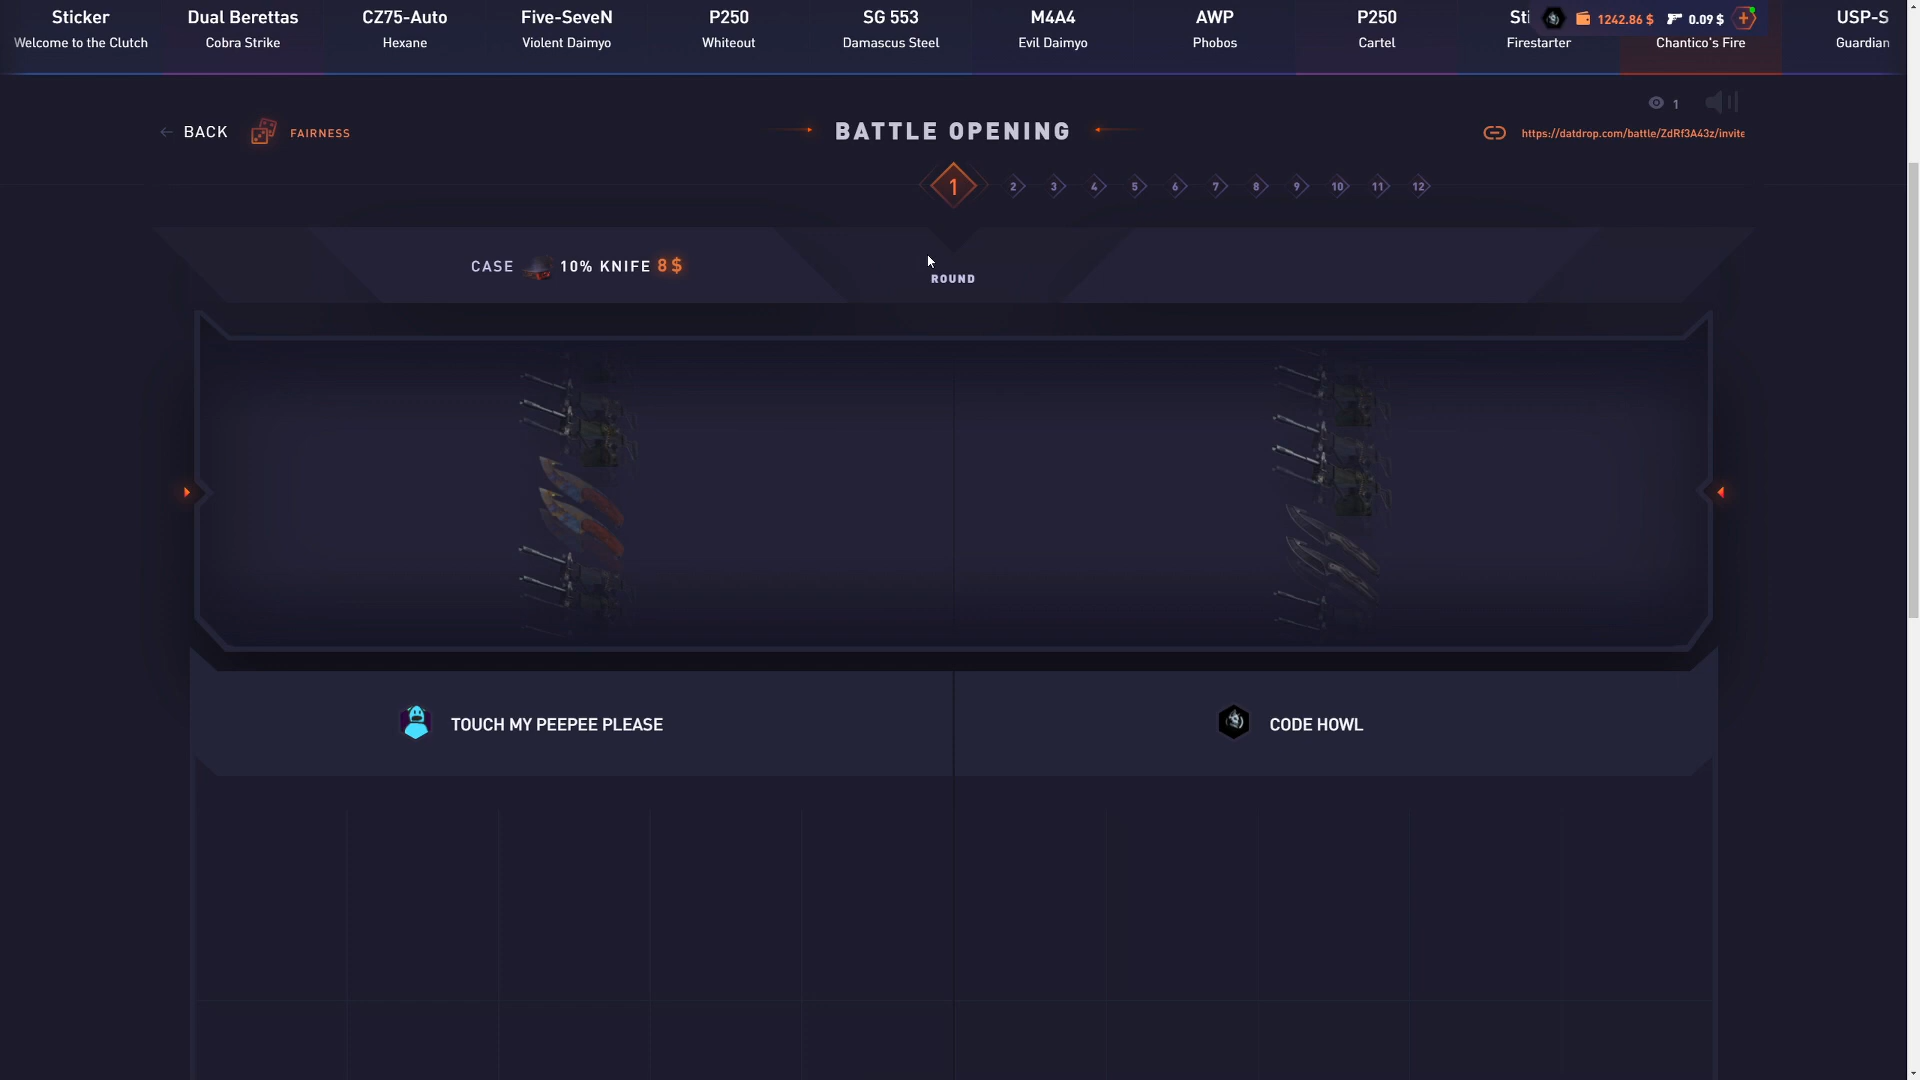 Sticker
Welcome to the Clutch
Dual Berettas
Cobra Strike
CZ75-Auto
Hexane
Five-SeveN
Violent Daimyo
P250
Whiteout
SG 553
Damascus Steel
M4A4
Evil Daimyo
AWP
Phobos
P250
Cartel
Sti
Firestarter
Chantico's Fire
USP-S
Guardian
1242.86 $
0.09 $
1
BACK
FAIRNESS
BATTLE OPENING
https://datdrop.com/battle/ZdRf3A43z/invite
1 2 3 4 5 6 7 8 9 10 11 12
CASE 10% KNIFE 8$
ROUND
TOUCH MY PEEPEE PLEASE
CODE HOWL